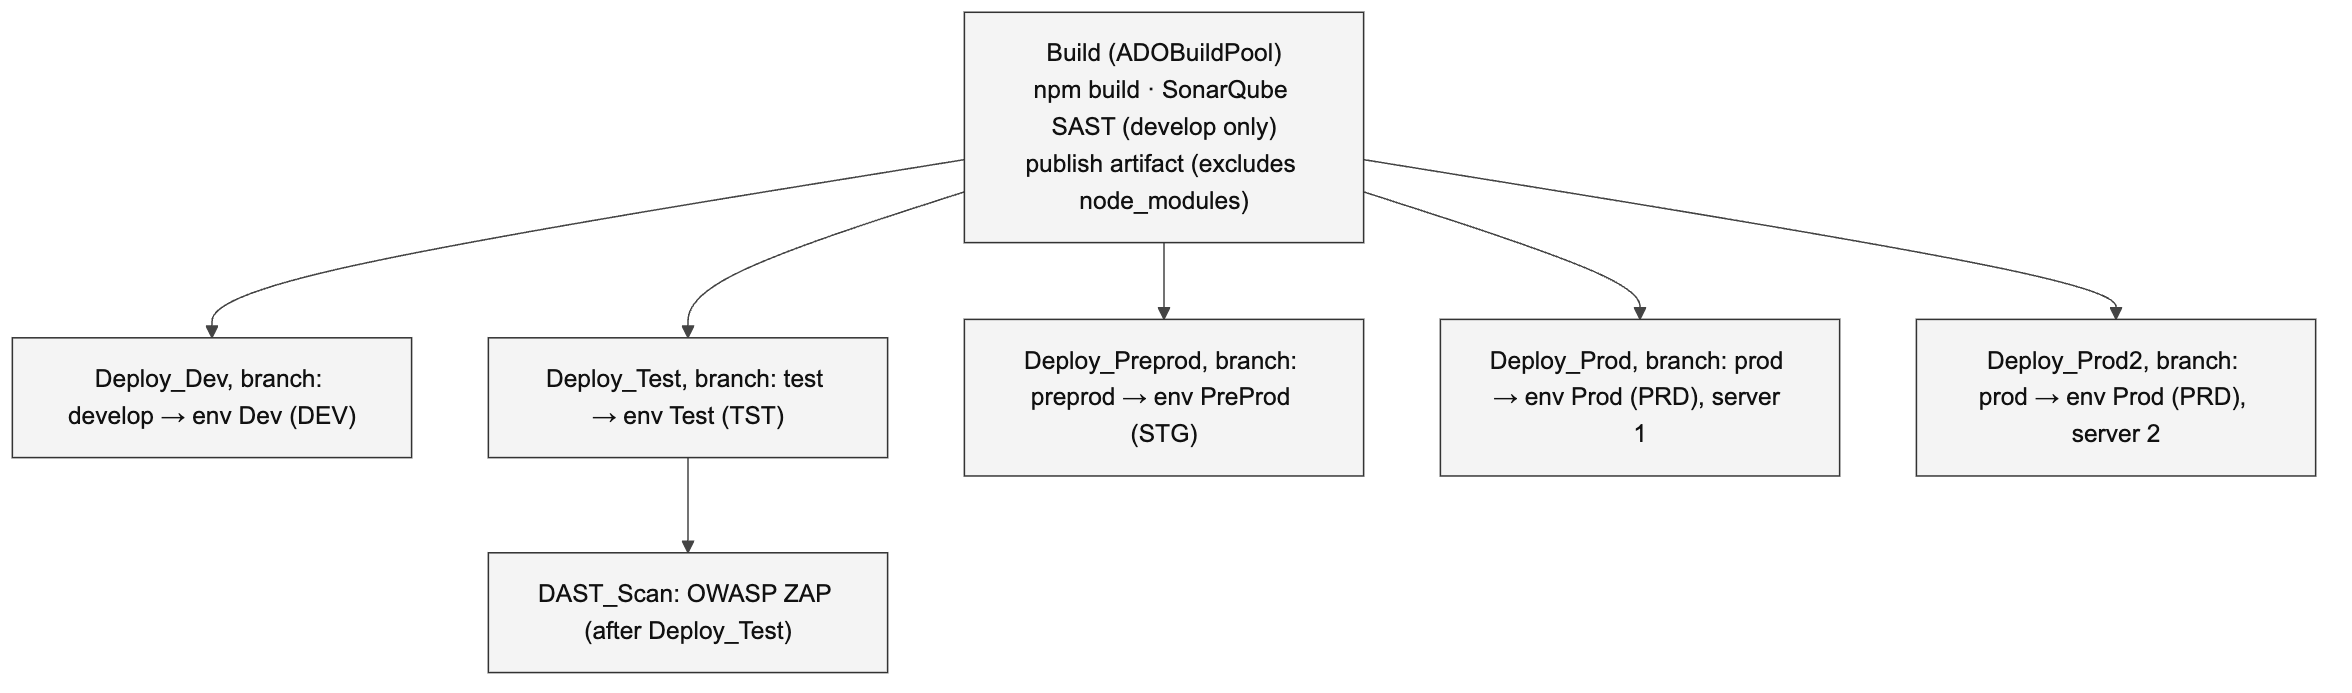 Build (ADOBuildPool)
npm build · SonarQube
SAST (develop only)
publish artifact (excludes
node_modules)
Deploy_Dev, branch:
develop → env Dev (DEV)
Deploy_Test, branch: test
→ env Test (TST)
Deploy_Preprod, branch:
preprod → env PreProd
(STG)
Deploy_Prod, branch: prod
→ env Prod (PRD), server
1
Deploy_Prod2, branch:
prod → env Prod (PRD),
server 2
DAST_Scan: OWASP ZAP
(after Deploy_Test)